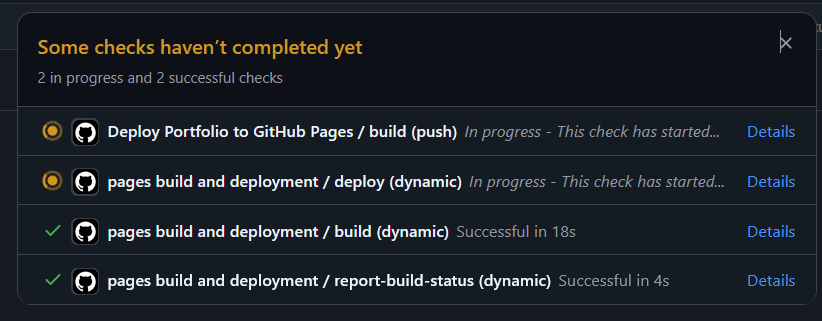 Some checks haven’t completed yet
2 in progress and 2 successful checks
Deploy Portfolio to GitHub Pages / build (push) In progress - This check has started... Details
pages build and deployment / deploy (dynamic) In progress - This check has started... Details
pages build and deployment / build (dynamic) Successful in 18s Details
pages build and deployment / report-build-status (dynamic) Successful in 4s Details